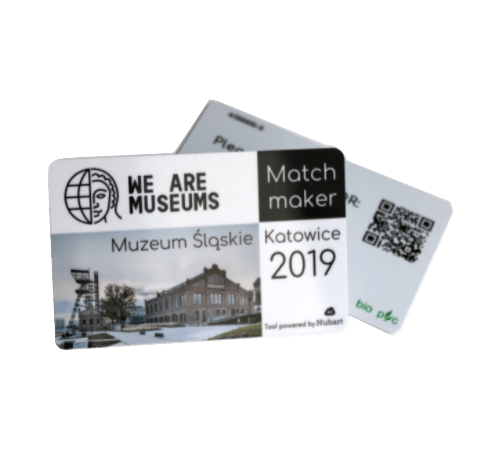 WE ARE
MUSEUMS
Match
maker
Muzeum Śląskie
Katowice
2019
Tool powered by Nubart
bio pvc